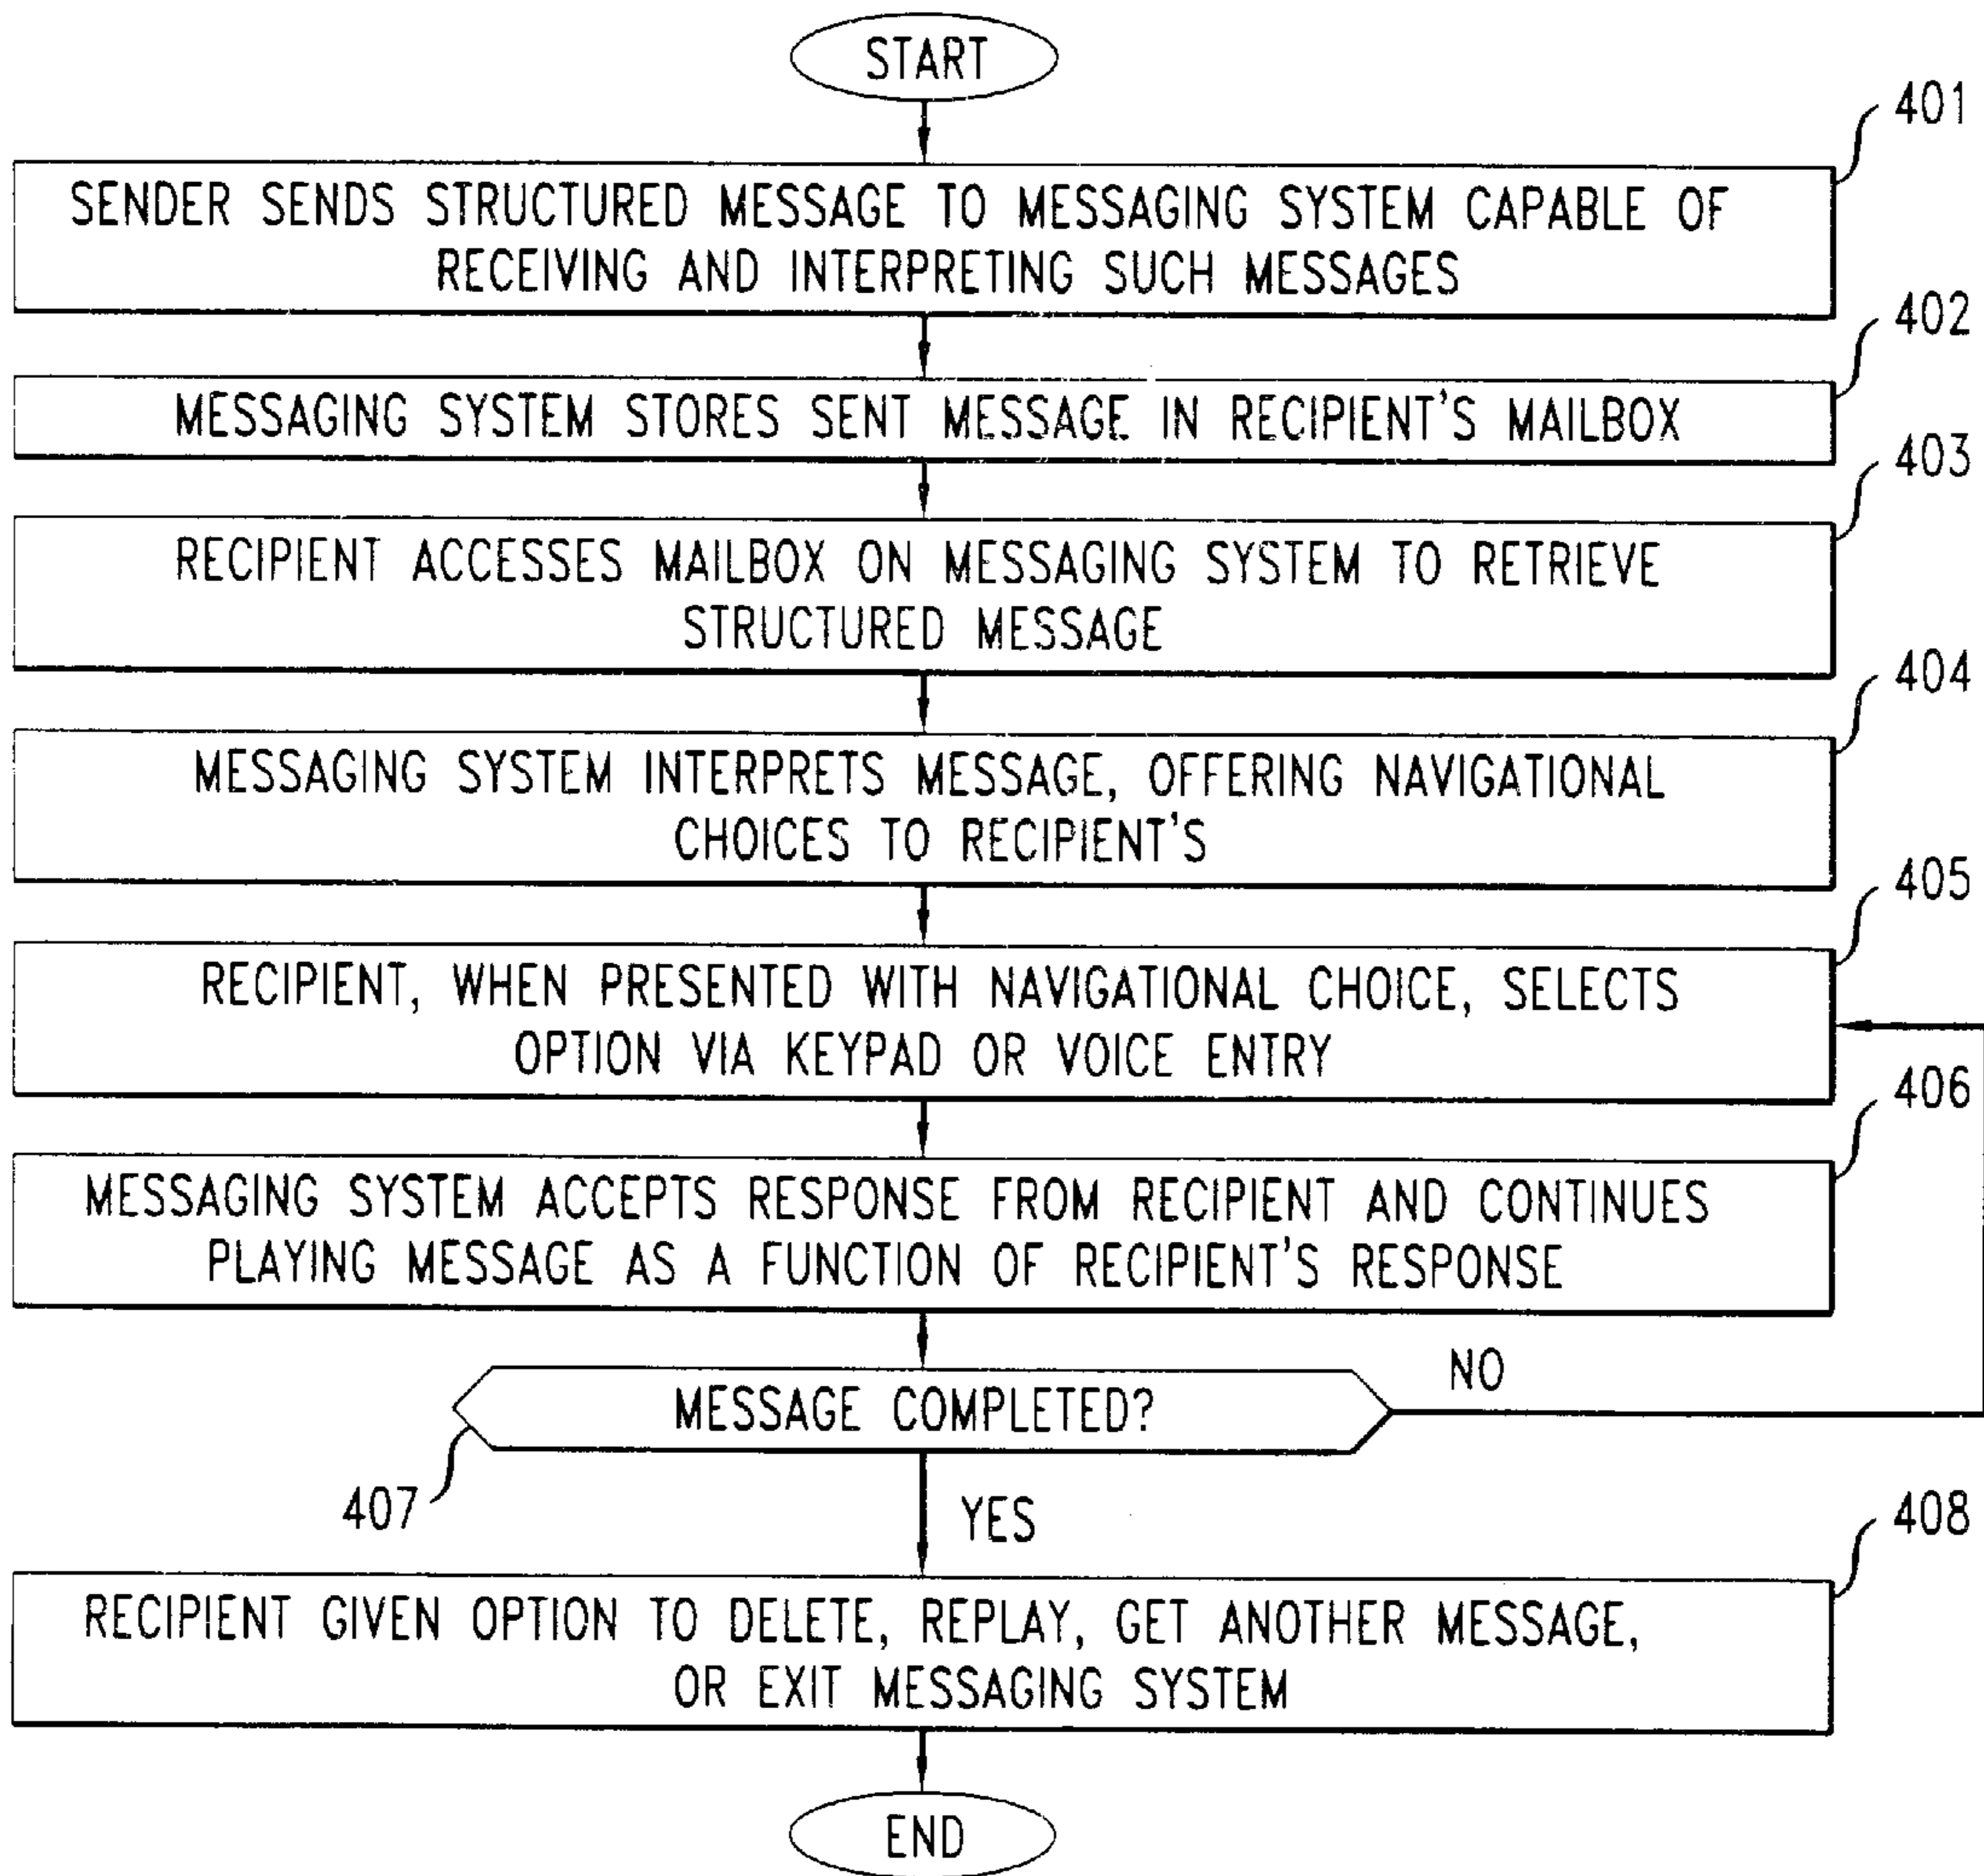 START
401
SENDER SENDS STRUCTURED MESSAGE TO MESSAGING SYSTEM CAPABLE OF
RECEIVING AND INTERPRETING SUCH MESSAGES
402
MESSAGING SYSTEM STORES SENT MESSAGE IN RECIPIENT'S MAILBOX
403
RECIPIENT ACCESSES MAILBOX ON MESSAGING SYSTEM TO RETRIEVE
STRUCTURED MESSAGE
404
MESSAGING SYSTEM INTERPRETS MESSAGE, OFFERING NAVIGATIONAL
CHOICES TO RECIPIENT'S
405
RECIPIENT, WHEN PRESENTED WITH NAVIGATIONAL CHOICE, SELECTS
OPTION VIA KEYPAD OR VOICE ENTRY
406
MESSAGING SYSTEM ACCEPTS RESPONSE FROM RECIPIENT AND CONTINUES
PLAYING MESSAGE AS A FUNCTION OF RECIPIENT'S RESPONSE
NO
MESSAGE COMPLETED?
407
YES
408
RECIPIENT GIVEN OPTION TO DELETE, REPLAY, GET ANOTHER MESSAGE,
OR EXIT MESSAGING SYSTEM
END